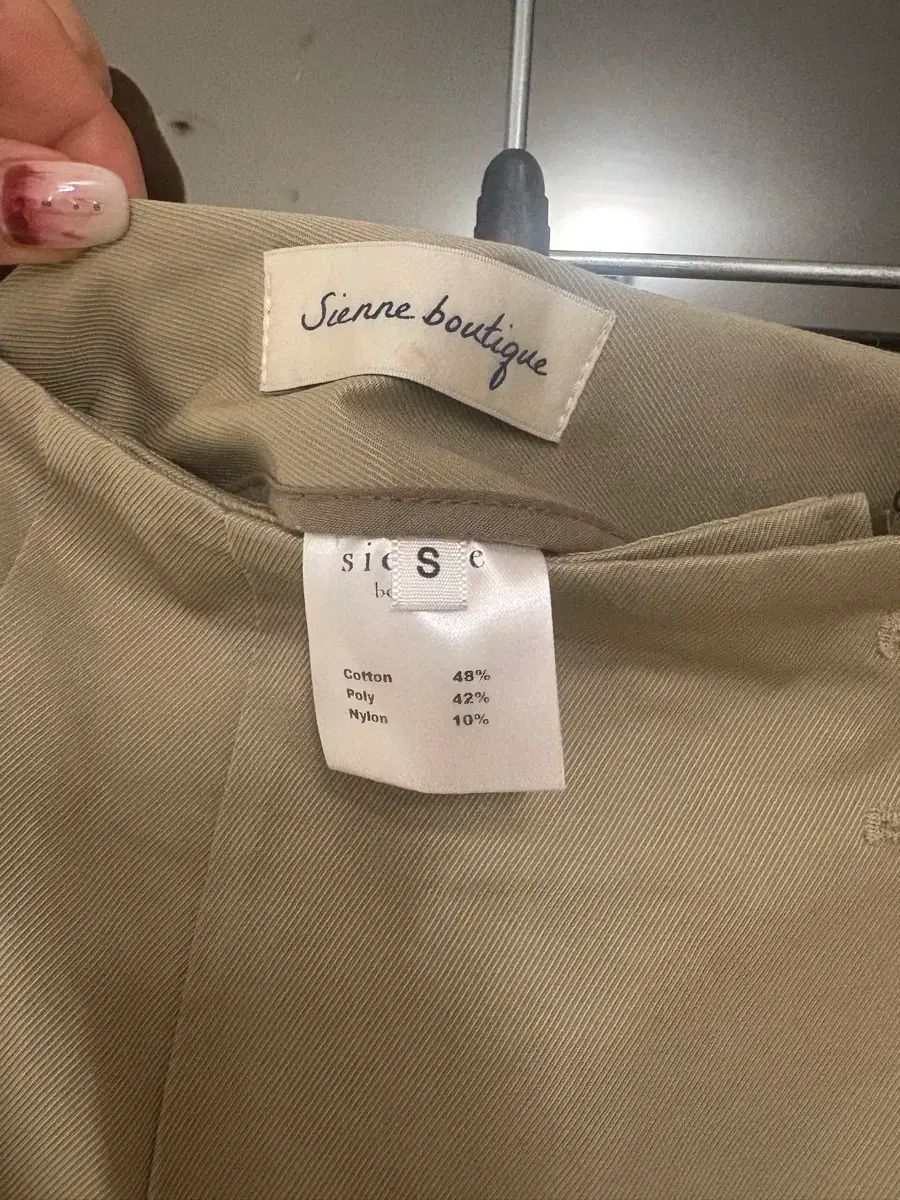 Sienne boutique
S
Cotton 48%
Poly 42%
Nylon 10%